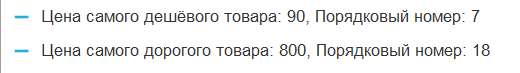 Цена самого дешёвого товара: 90, Порядковый номер: 7
Цена самого дорогого товара: 800, Порядковый номер: 18